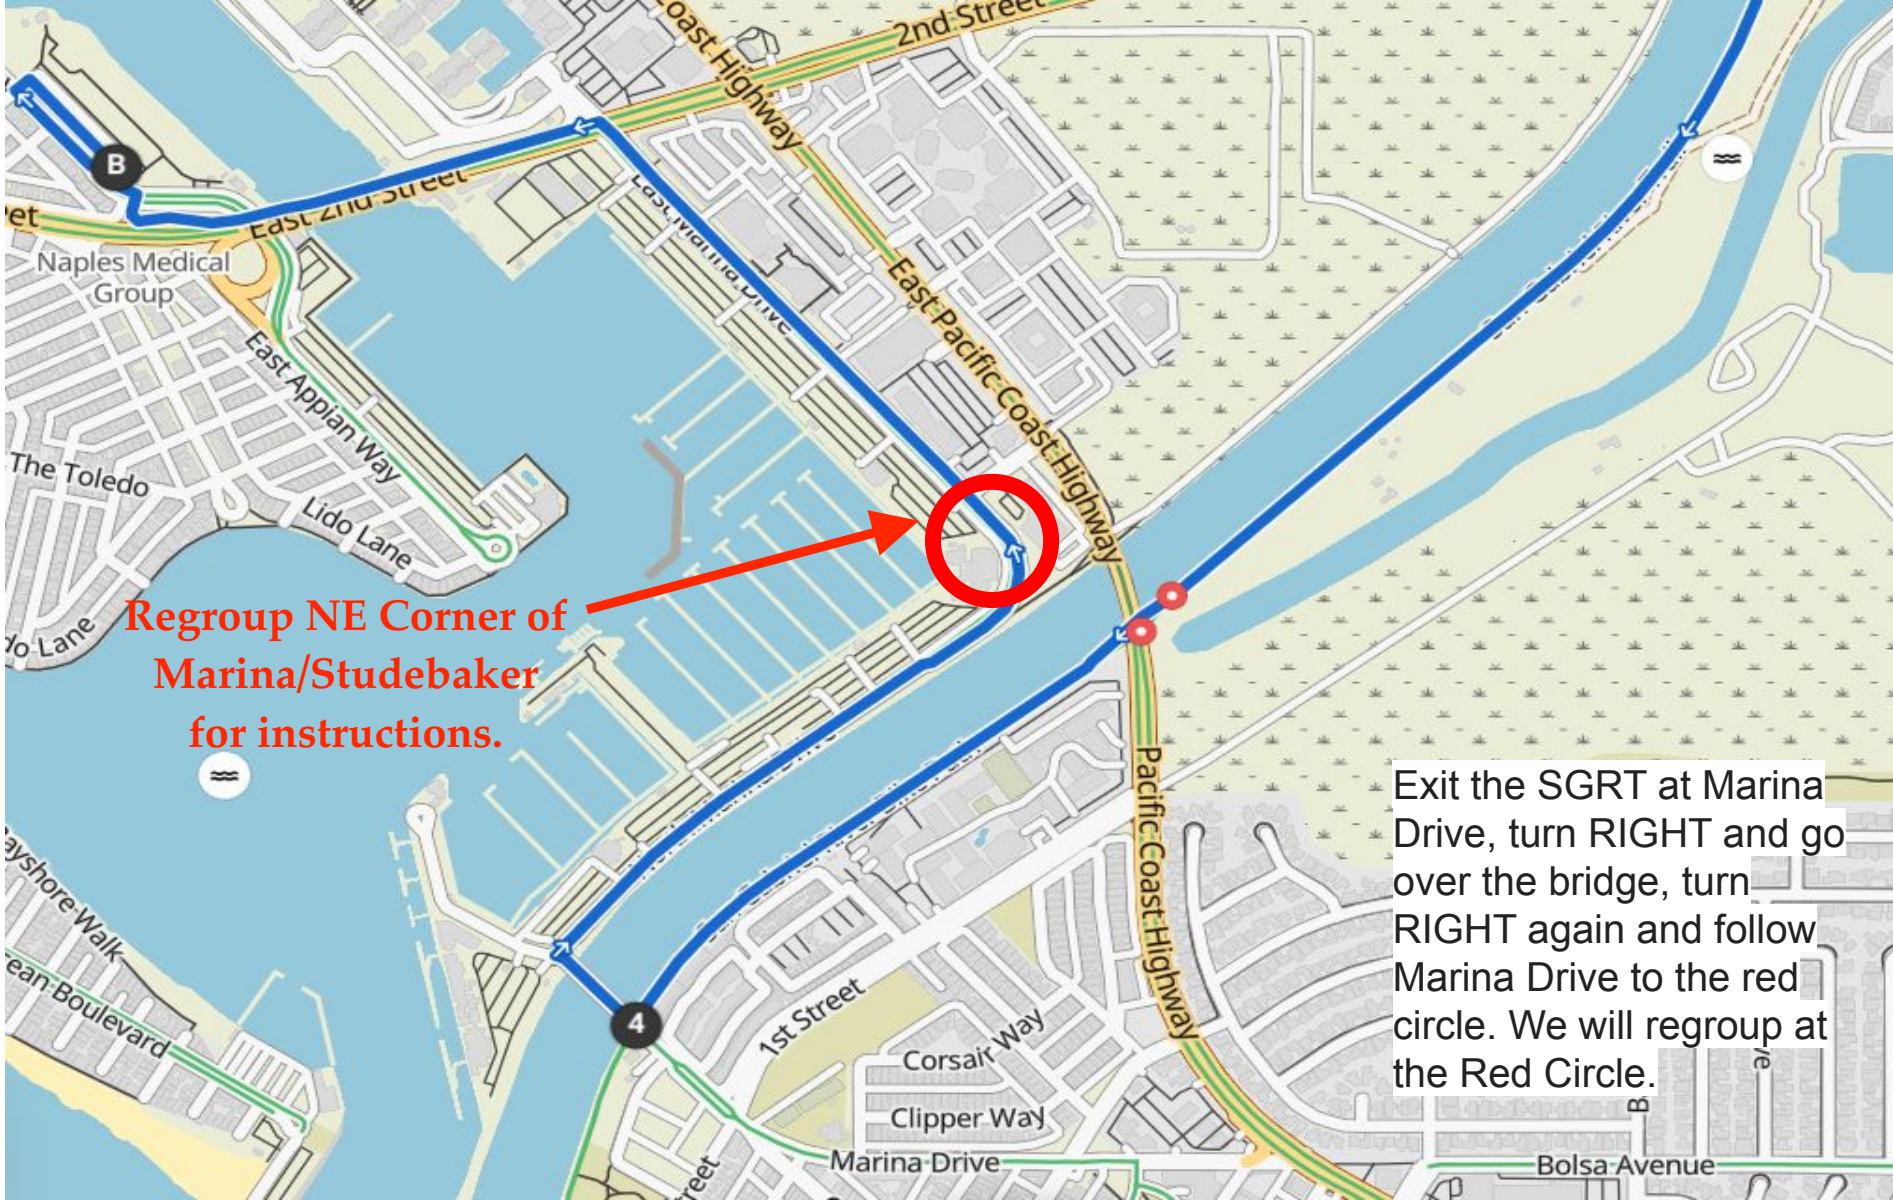 Coast Highway
2nd Street
B
East 2nd Street
Naples Medical
Group
East Marina Drive
East Pacific Coast Highway
East Appian Way
The Toledo
Lido Lane
Lido Lane
Regroup NE Corner of
Marina/Studebaker
for instructions.
Pacific Coast Highway
Exit the SGRT at Marina
Drive, turn RIGHT and go
over the bridge, turn
RIGHT again and follow
Marina Drive to the red
circle. We will regroup at
the Red Circle.
Bayshore Walk
Ocean Boulevard
4
1st Street
Corsair Way
Clipper Way
Marina Drive
Bolsa Avenue